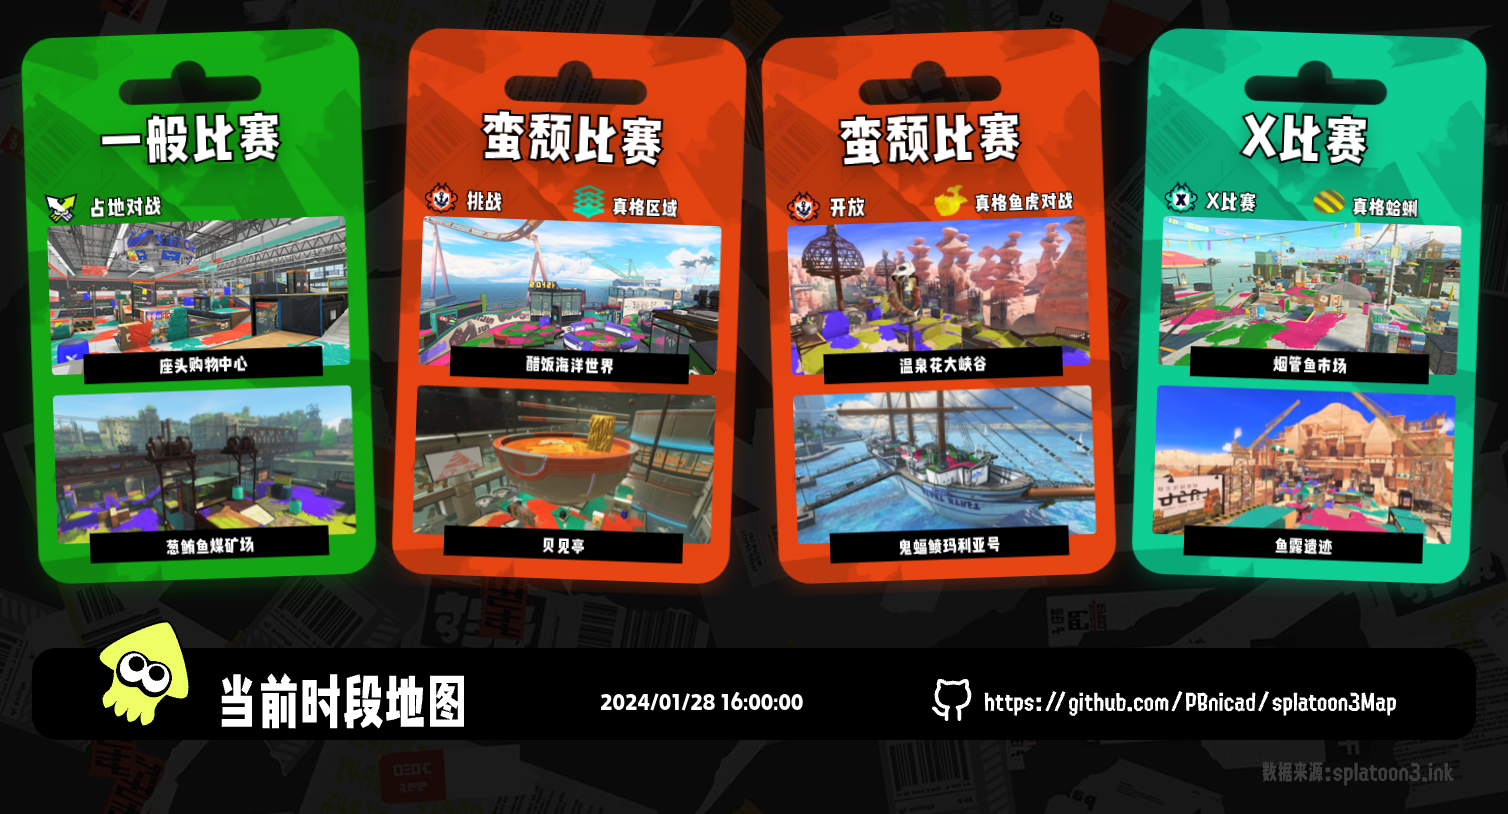 一般比赛
占地对战
座头购物中心
葱鲔鱼煤矿场
蛮颓比赛
挑战
真格区域
醋饭海洋世界
贝见亭
蛮颓比赛
开放
真格鱼虎对战
温泉花大峡谷
鬼蝠鲼玛利亚号
X比赛
X比赛
真格蛤蜊
烟管鱼市场
鱼露遗迹
当前时段地图
2024/01/28 16:00:00
https://github.com/PBnicad/splatoon3Map
数据来源:splatoon3.ink